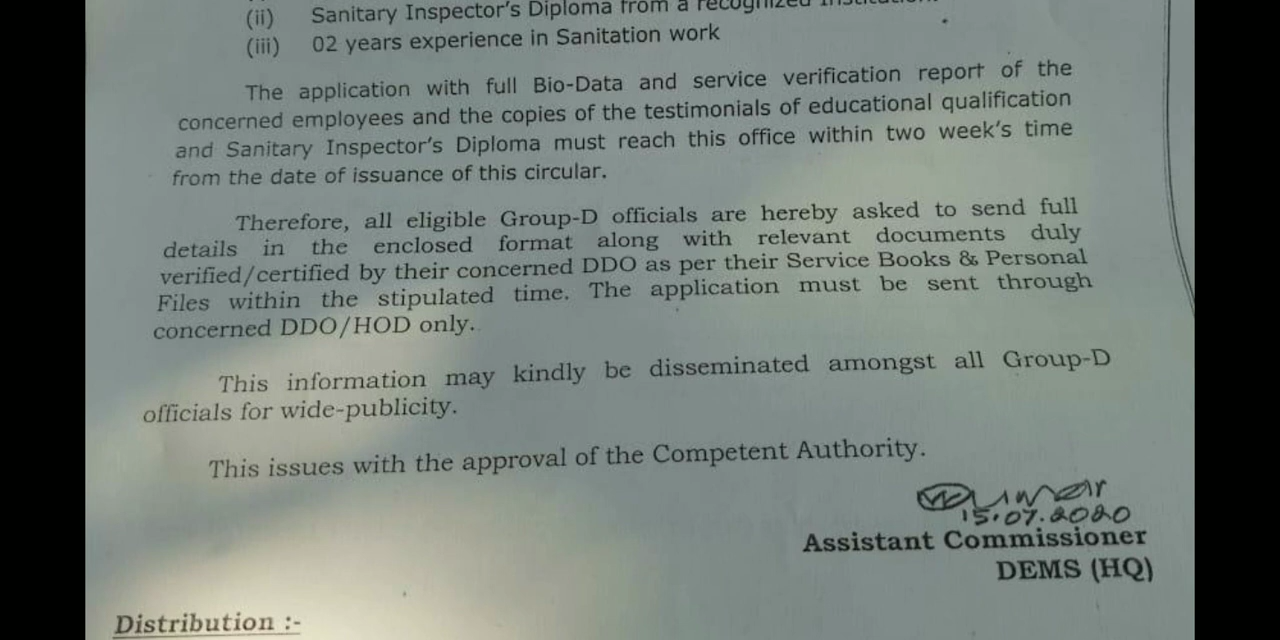 (ii) Sanitary Inspector's Diploma from a recognized Institution.
(iii) 02 years experience in Sanitation work
The application with full Bio-Data and service verification report of the
concerned employees and the copies of the testimonials of educational qualification
and Sanitary Inspector's Diploma must reach this office within two week's time
from the date of issuance of this circular.
Therefore, all eligible Group-D officials are hereby asked to send full
details in the enclosed format along with relevant documents duly
verified/certified by their concerned DDO as per their Service Books & Personal
Files within the stipulated time. The application must be sent through
concerned DDO/HOD only.
This information may kindly be disseminated amongst all Group-D
officials for wide-publicity.
This issues with the approval of the Competent Authority.
15.07.2020
Assistant Commissioner
DEMS (HQ)
Distribution :-